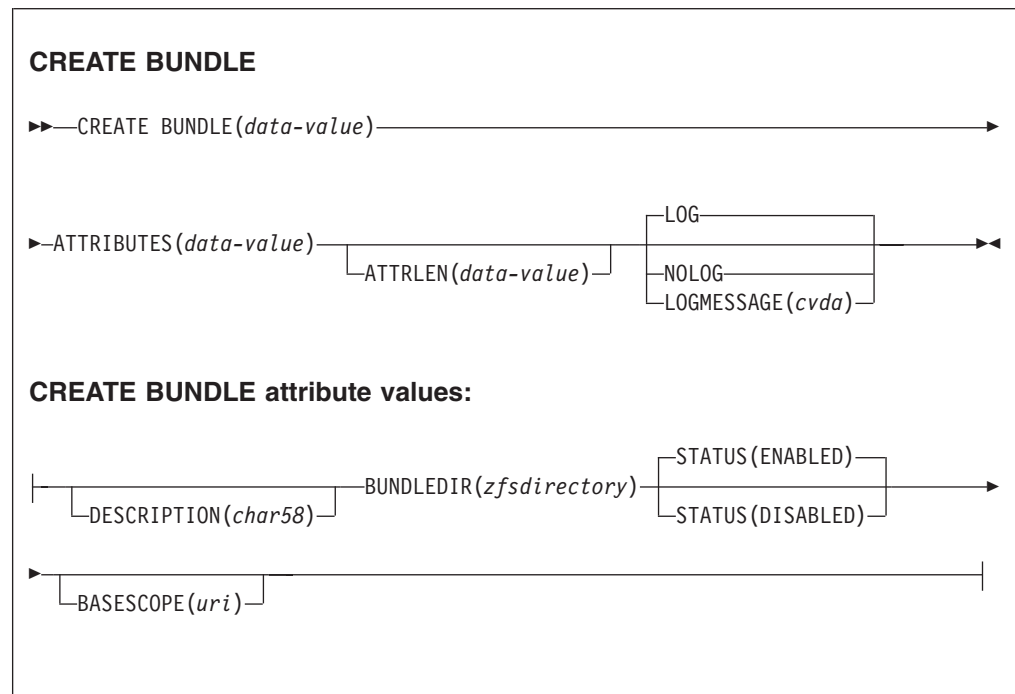 CREATE BUNDLE
CREATE BUNDLE(data-value)
LOG
ATTRIBUTES(data-value)
ATTRLEN(data-value)
NOLOG
LOGMESSAGE(cvda)
CREATE BUNDLE attribute values:
STATUS(ENABLED)
BUNDLEDIR(zfsdirectory)
DESCRIPTION(char58)
STATUS(DISABLED)
BASESCOPE(uri)